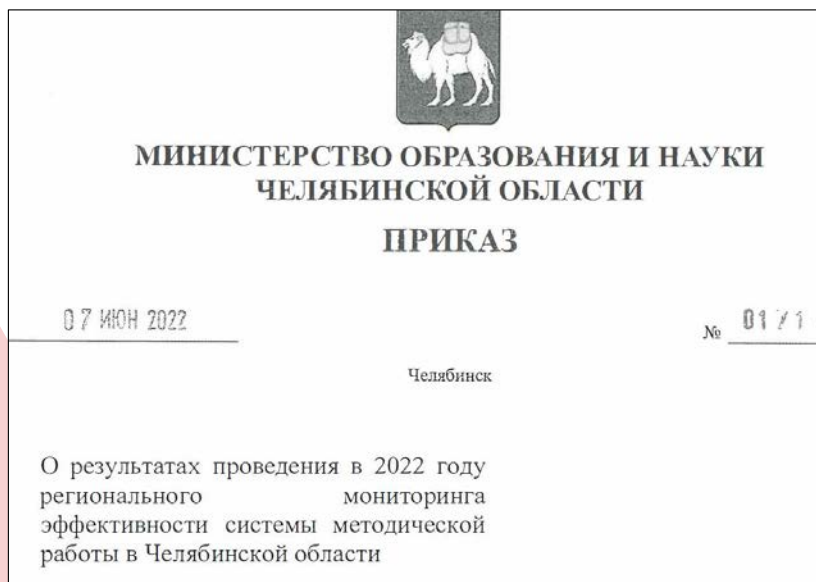 МИНИСТЕРСТВО ОБРАЗОВАНИЯ И НАУКИ
ЧЕЛЯБИНСКОЙ ОБЛАСТИ
ПРИКАЗ
07 ИЮН 2022
№
Челябинск
О результатах проведения в 2022 году
регионального мониторинга
эффективности системы методической
работы в Челябинской области